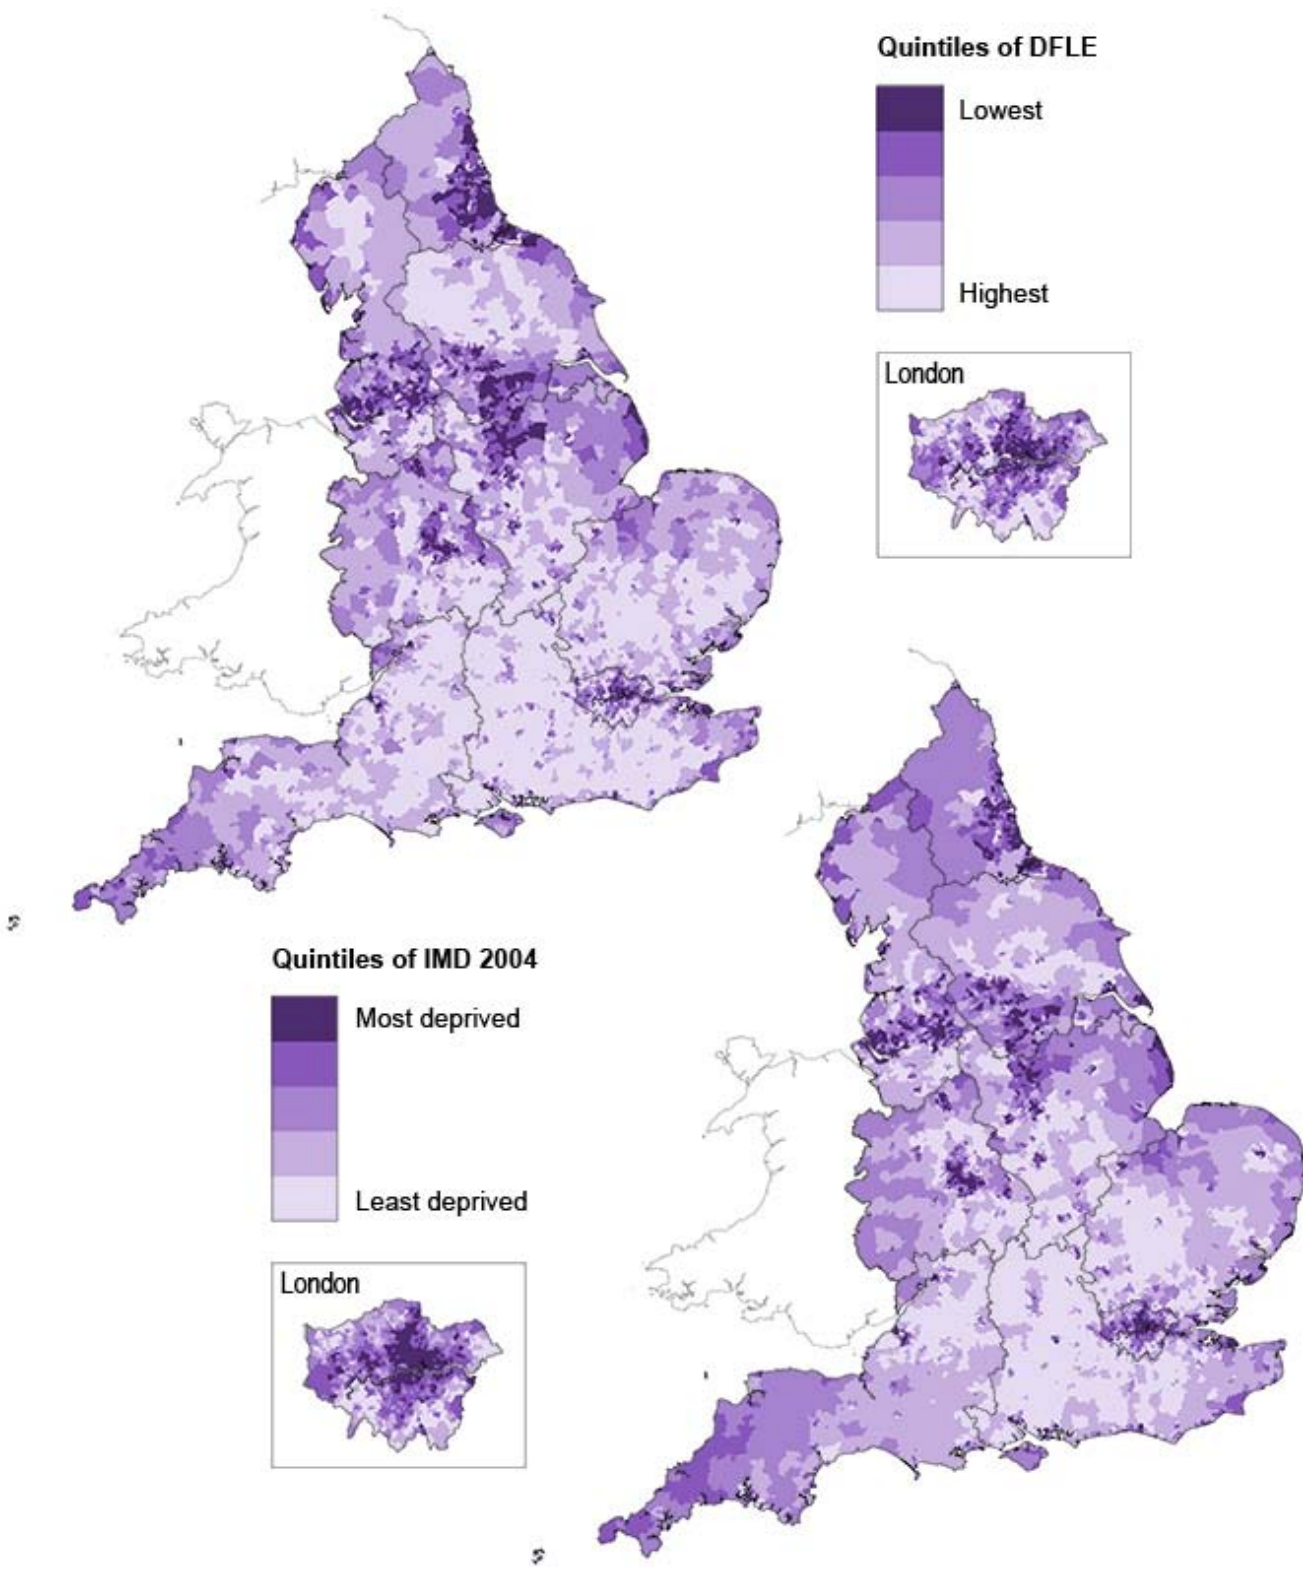 Quintiles of DFLE
Lowest
Highest
London
Quintiles of IMD 2004
Most deprived
Least deprived
London